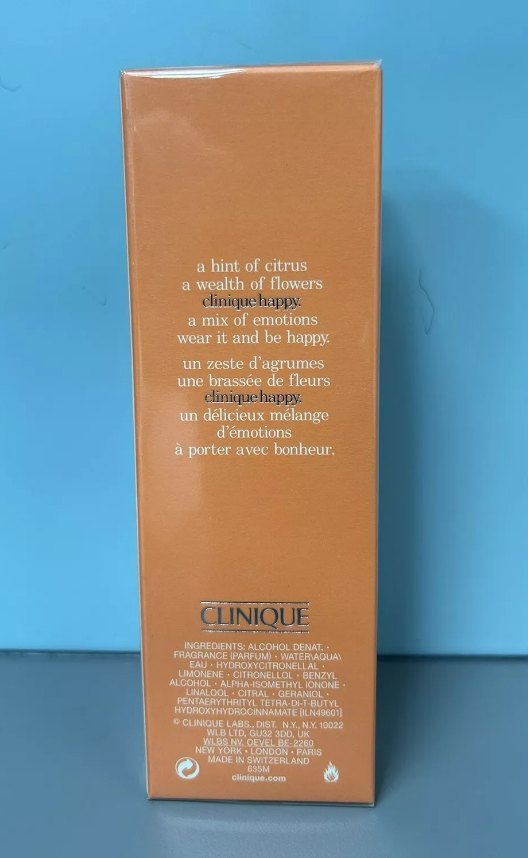 a hint of citrus
a wealth of flowers
clinique happy.
a mix of emotions
wear it and be happy.
un zeste d'agrumes
une brassée de fleurs
clinique happy.
un délicieux mélange
d'émotions
à porter avec bonheur.
CLINIQUE
INGREDIENTS: ALCOHOL DENAT. •
FRAGRANCE (PARFUM) • WATER\AQUA\
EAU • HYDROXYCITRONELLAL •
LIMONENE • CITRONELLOL • BENZYL
ALCOHOL • ALPHA-ISOMETHYL IONONE •
LINALOOL • CITRAL • GERANIOL •
PENTAERYTHRITYL TETRA-DI-T-BUTYL
HYDROXYHYDROCINNAMATE [ILN49601]
© CLINIQUE LABS., DIST. N.Y., N.Y. 10022
WLB LTD, GU32 3DD, UK
WLBS NV, OEVEL BE-2260
NEW YORK • LONDON • PARIS
MADE IN SWITZERLAND
635M
clinique.com